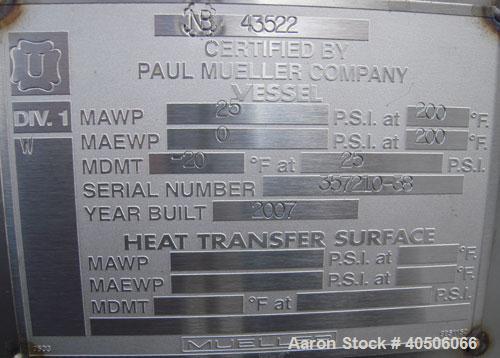 NB 43522
U CERTIFIED BY
PAUL MUELLER COMPANY
VESSEL
DIV. 1 MAWP 25 P.S.I. at 200 °F.
W MAEWP 0 P.S.I. at 200 °F.
MDMT -20 °F at 25 P.S.I.
SERIAL NUMBER 357210-38
YEAR BUILT 2007
HEAT TRANSFER SURFACE
MAWP P.S.I. at °F.
MAEWP P.S.I. at °F.
MDMT °F at P.S.I.
MUELLER
Aaron Stock # 40506066